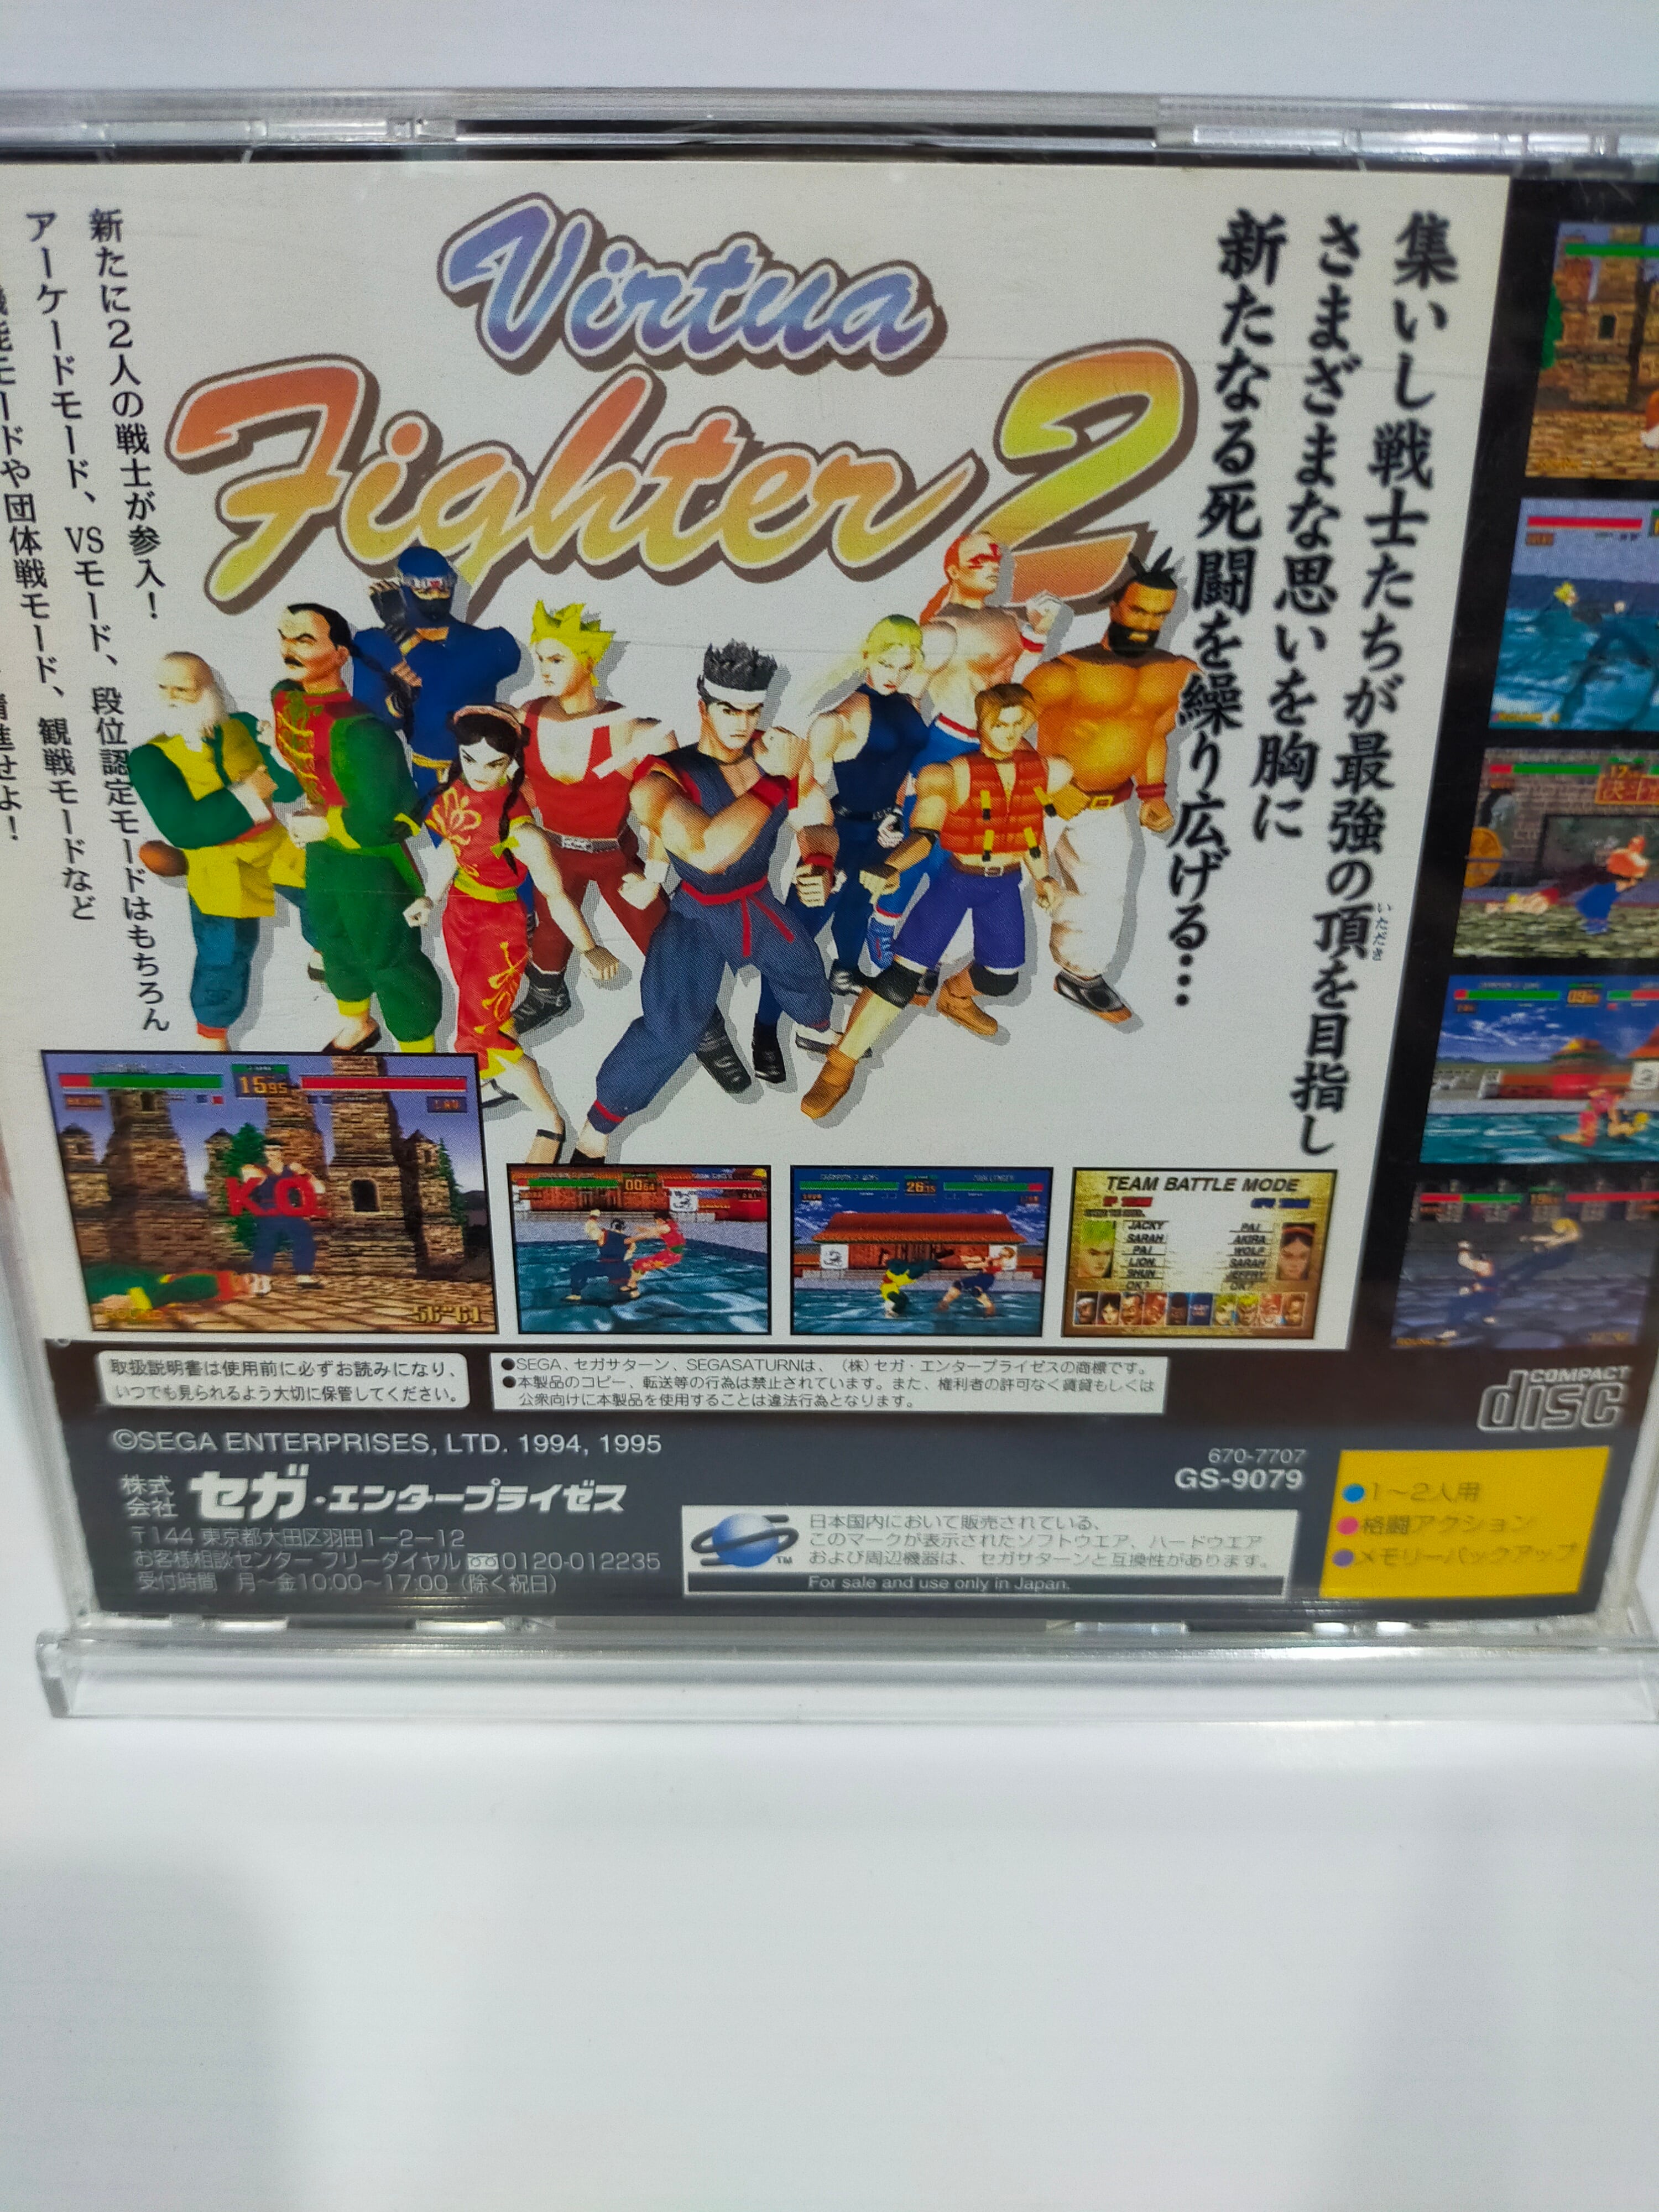 Virtua
Fighter 2
集いし戦士たちが最強の頂を目指し
いただき
さまざまな思いを胸に
新たなる死闘を繰り広げる…
新たに2人の戦士が参入!
アーケードモード、VSモード、段位認定モードはもちろん
団体戦モード、観戦モードなど
K.O.
TEAM BATTLE MODE
JACKY
SARAH
PAI
LION
SHUN
PAI
AKIRA
WOLF
SARAH
JEFFRY
取扱説明書は使用前に必ずお読みになり、
いつでも見られるよう大切に保管してください。
●SEGA、セガサターン、SEGASATURNは、(株)セガ・エンタープライゼスの商標です。
●本製品のコピー、転送等の行為は禁止されています。また、権利者の許可なく賃貸もしくは
公衆向けに本製品を使用することは違法行為となります。
COMPACT
disc
©SEGA ENTERPRISES, LTD. 1994, 1995
670-7707
GS-9079
株式会社 セガ・エンタープライゼス
〒144 東京都大田区羽田1-2-12
お客様相談センター フリーダイヤル 0120-012235
受付時間 月～金10:00～17:00(除く祝日)
日本国内において販売されている、
このマークが表示されたソフトウエア、ハードウエア
および周辺機器は、セガサターンと互換性があります。
TM
For sale and use only in Japan.
●1～2人用
●格闘アクション
●メモリーバックアップ